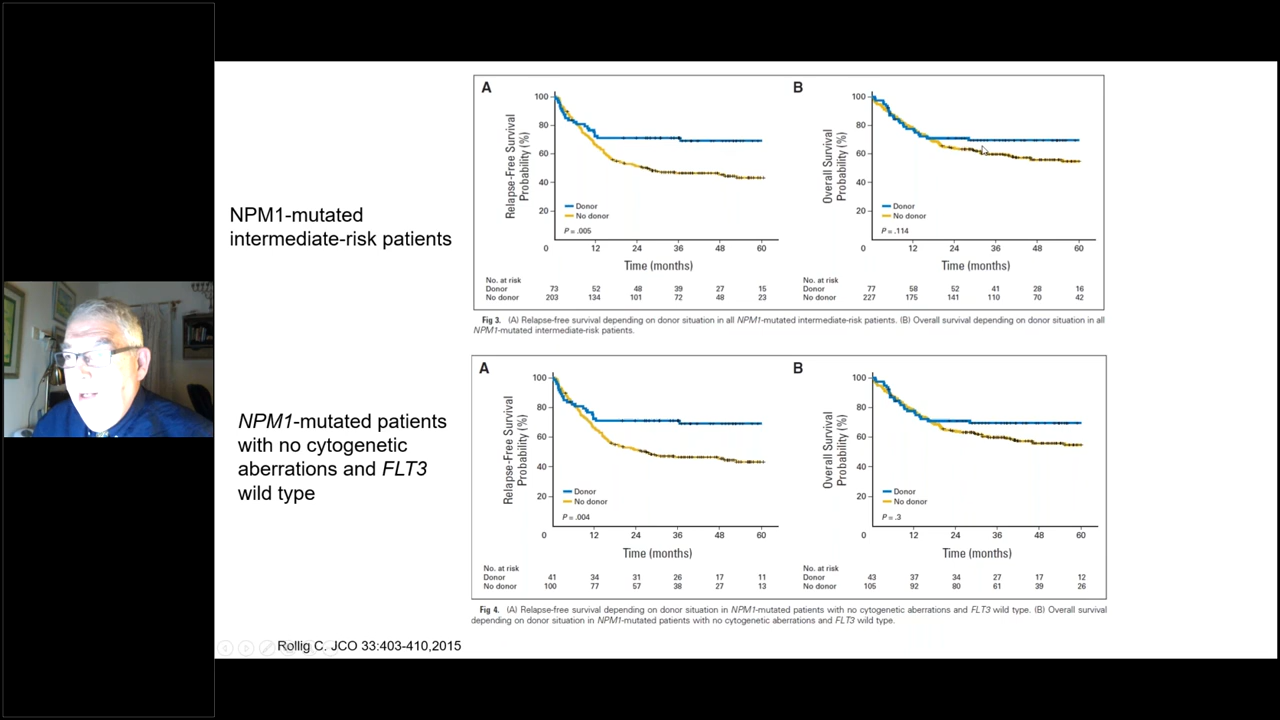 NPM1-mutated
intermediate-risk patients
A
Relapse-Free Survival
Probability (%)
100
80
60
40
20
0
12
24
36
48
60
Donor
No donor
P = .005
Time (months)
No. at risk
Donor 73 52 48 39 27 15
No donor 203 134 101 72 48 23
B
Overall Survival
Probability (%)
100
80
60
40
20
0
12
24
36
48
60
Donor
No donor
P = .114
Time (months)
No. at risk
Donor 77 58 52 41 28 16
No donor 227 175 141 110 70 42
Fig 3. (A) Relapse-free survival depending on donor situation in all NPM1-mutated intermediate-risk patients. (B) Overall survival depending on donor situation in all
NPM1-mutated intermediate-risk patients.
NPM1-mutated patients
with no cytogenetic
aberrations and FLT3
wild type
A
Relapse-Free Survival
Probability (%)
100
80
60
40
20
0
12
24
36
48
60
Donor
No donor
P = .004
Time (months)
No. at risk
Donor 41 34 31 26 17 11
No donor 100 77 57 38 27 13
B
Overall Survival
Probability (%)
100
80
60
40
20
0
12
24
36
48
60
Donor
No donor
P = .3
Time (months)
No. at risk
Donor 43 37 34 27 17 12
No donor 105 92 80 61 39 26
Fig 4. (A) Relapse-free survival depending on donor situation in NPM1-mutated patients with no cytogenetic aberrations and FLT3 wild type. (B) Overall survival
depending on donor situation in NPM1-mutated patients with no cytogenetic aberrations and FLT3 wild type.
Rollig C. JCO 33:403-410,2015